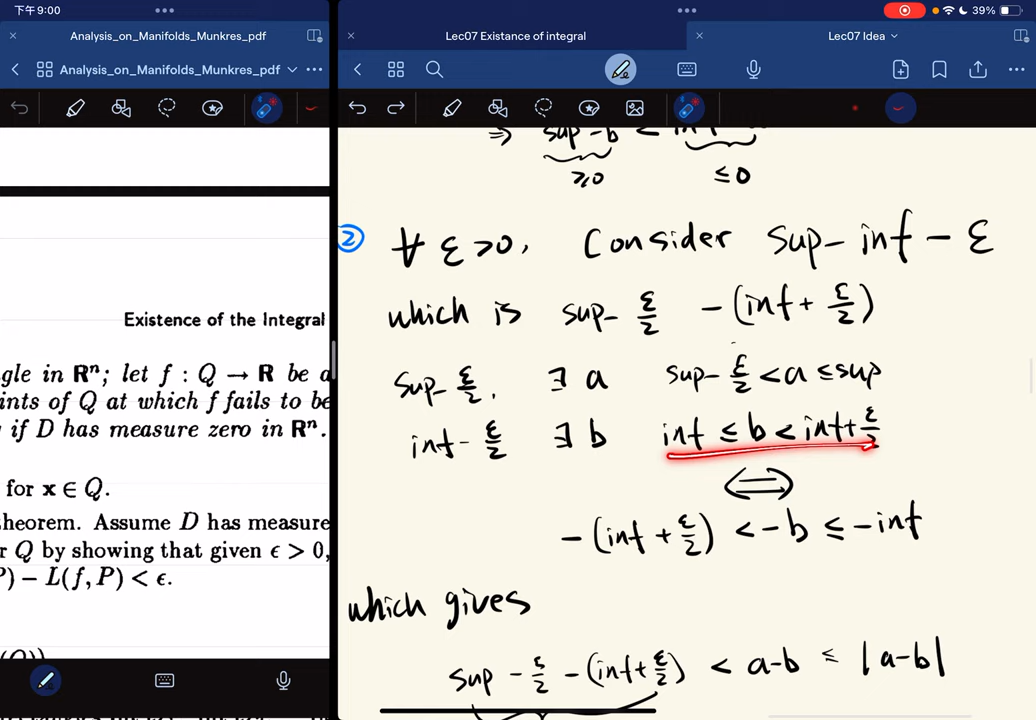 下午9:00
39%
Analysis_on_Manifolds_Munkres_pdf
Analysis_on_Manifolds_Munkres_pdf
Existence of the Integral
gle in Rⁿ; let f : Q → R be a
ints of Q at which f fails to be
if D has measure zero in Rⁿ.
for x ∈ Q.
heorem. Assume D has measure
r Q by showing that given ϵ > 0,
P) − L(f, P) < ϵ.
Lec07 Existance of integral
Lec07 Idea
⇒ sup - b <
≥0 ≤ 0
② ∀ ε >0, Consider sup - inf - ε
which is sup - ε/2 - (inf + ε/2)
sup - ε/2, ∃ a sup - ε/2 < a ≤ sup
inf - ε/2 ∃ b inf ≤ b < inf + ε/2
⟺
- (inf + ε/2) < -b ≤ -inf
which gives
sup - ε/2 - (inf + ε/2) < a-b ≤ |a-b|